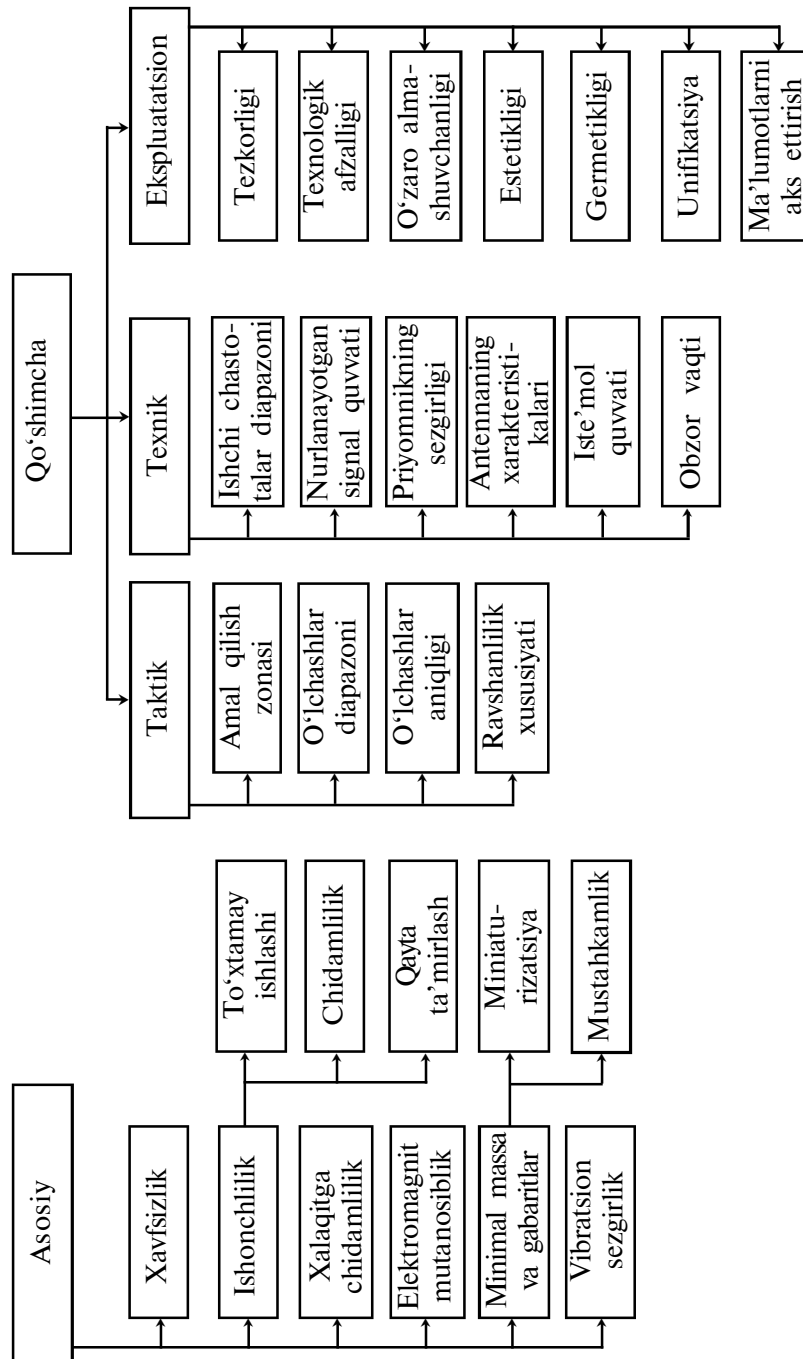 Asosiy
Xavfsizlik
Ishonchlilik
To‘xtamay
ishlashi
Chidamlilik
Qayta
ta’mirlash
Xalaqitga
chidamlilik
Elektromagnit
mutanosiblik
Minimal massa
va gabaritlar
Miniatu-
rizatsiya
Mustahkamlik
Vibratsion
sezgirlik
Qo‘shimcha
Taktik
Amal qilish
zonasi
O‘lchashlar
diapazoni
O‘lchashlar
aniqligi
Ravshanlilik
xususiyati
Texnik
Ishchi chasto-
talar diapazoni
Nurlanayotgan
signal quvvati
Priyomnikning
sezgirligi
Antennaning
xarakteristi-
kalari
Iste’mol
quvvati
Obzor vaqti
Ekspluatatsion
Tezkorligi
Texnologik
afzalligi
O‘zaro alma-
shuvchanligi
Estetikligi
Germetikligi
Unifikatsiya
Ma’lumotlarni
aks ettirish